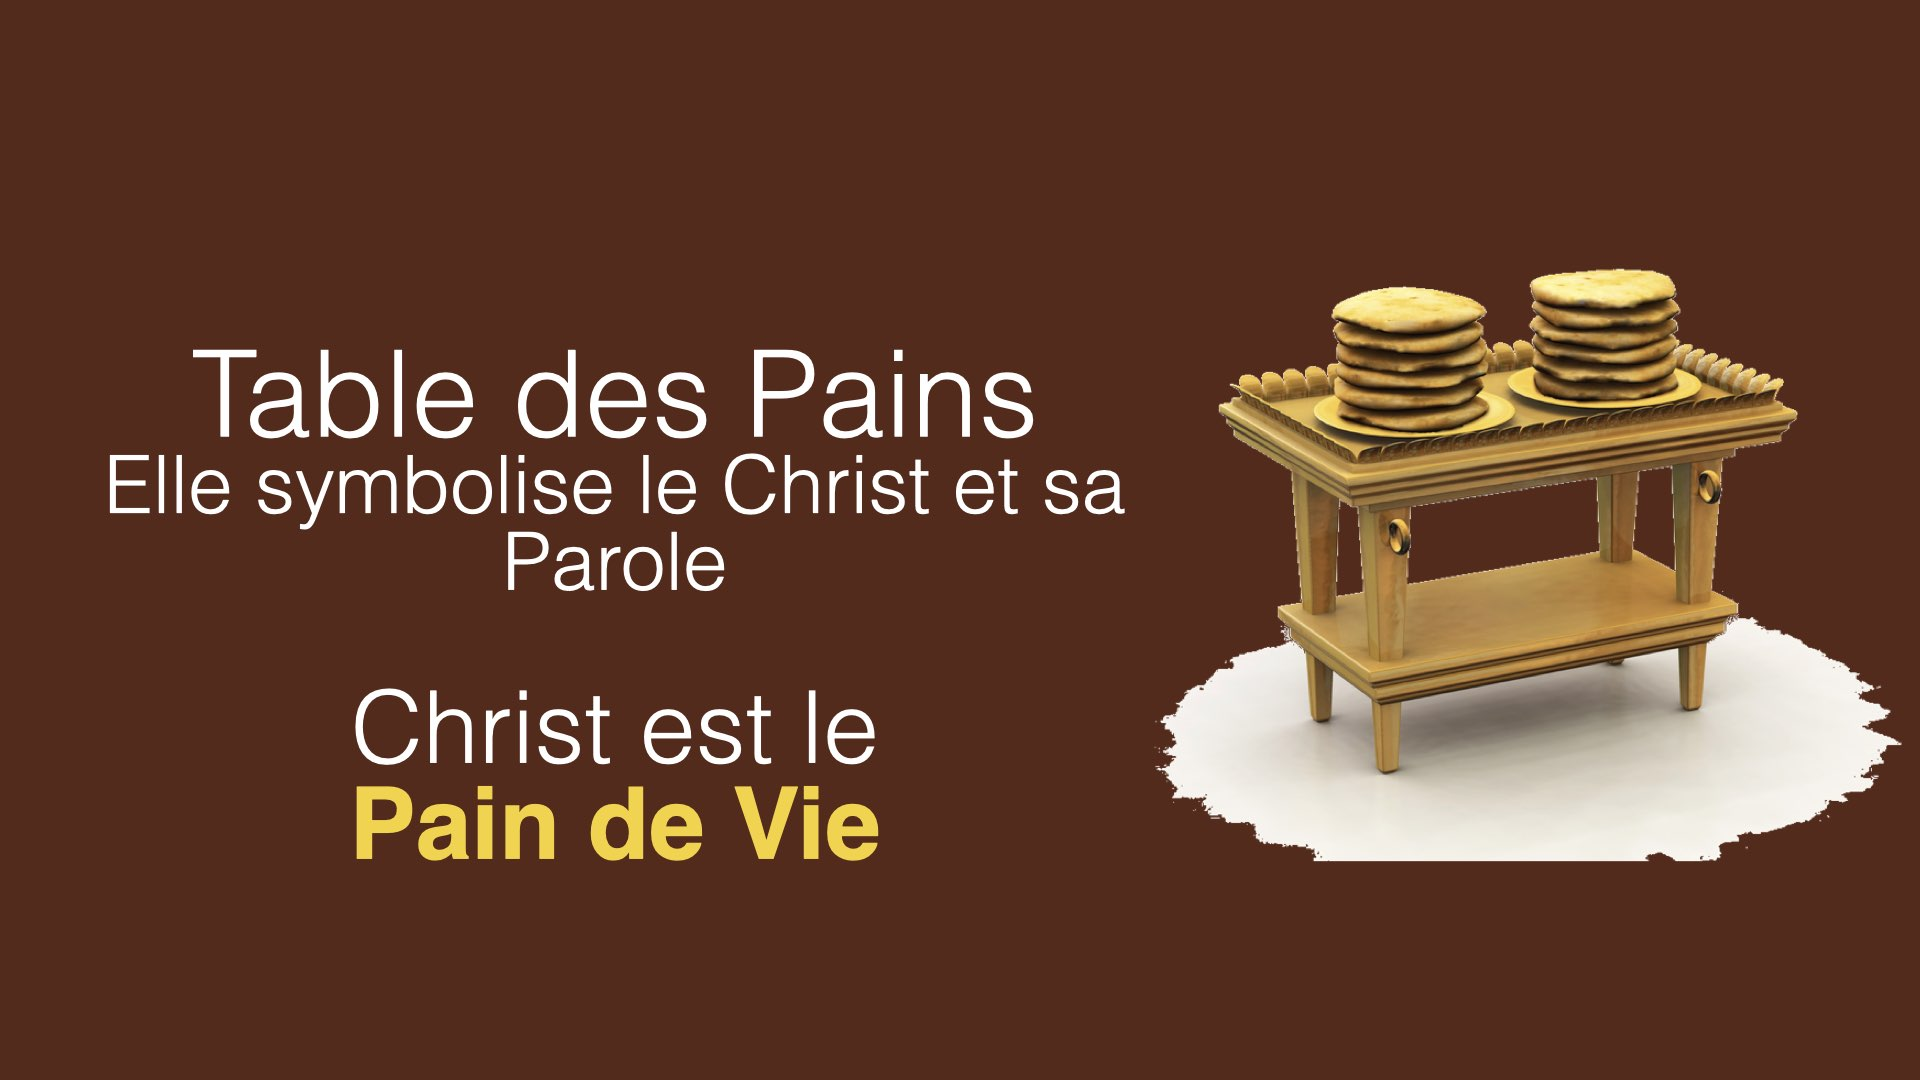 Table des Pains
Elle symbolise le Christ et sa
Parole
Christ est le
Pain de Vie